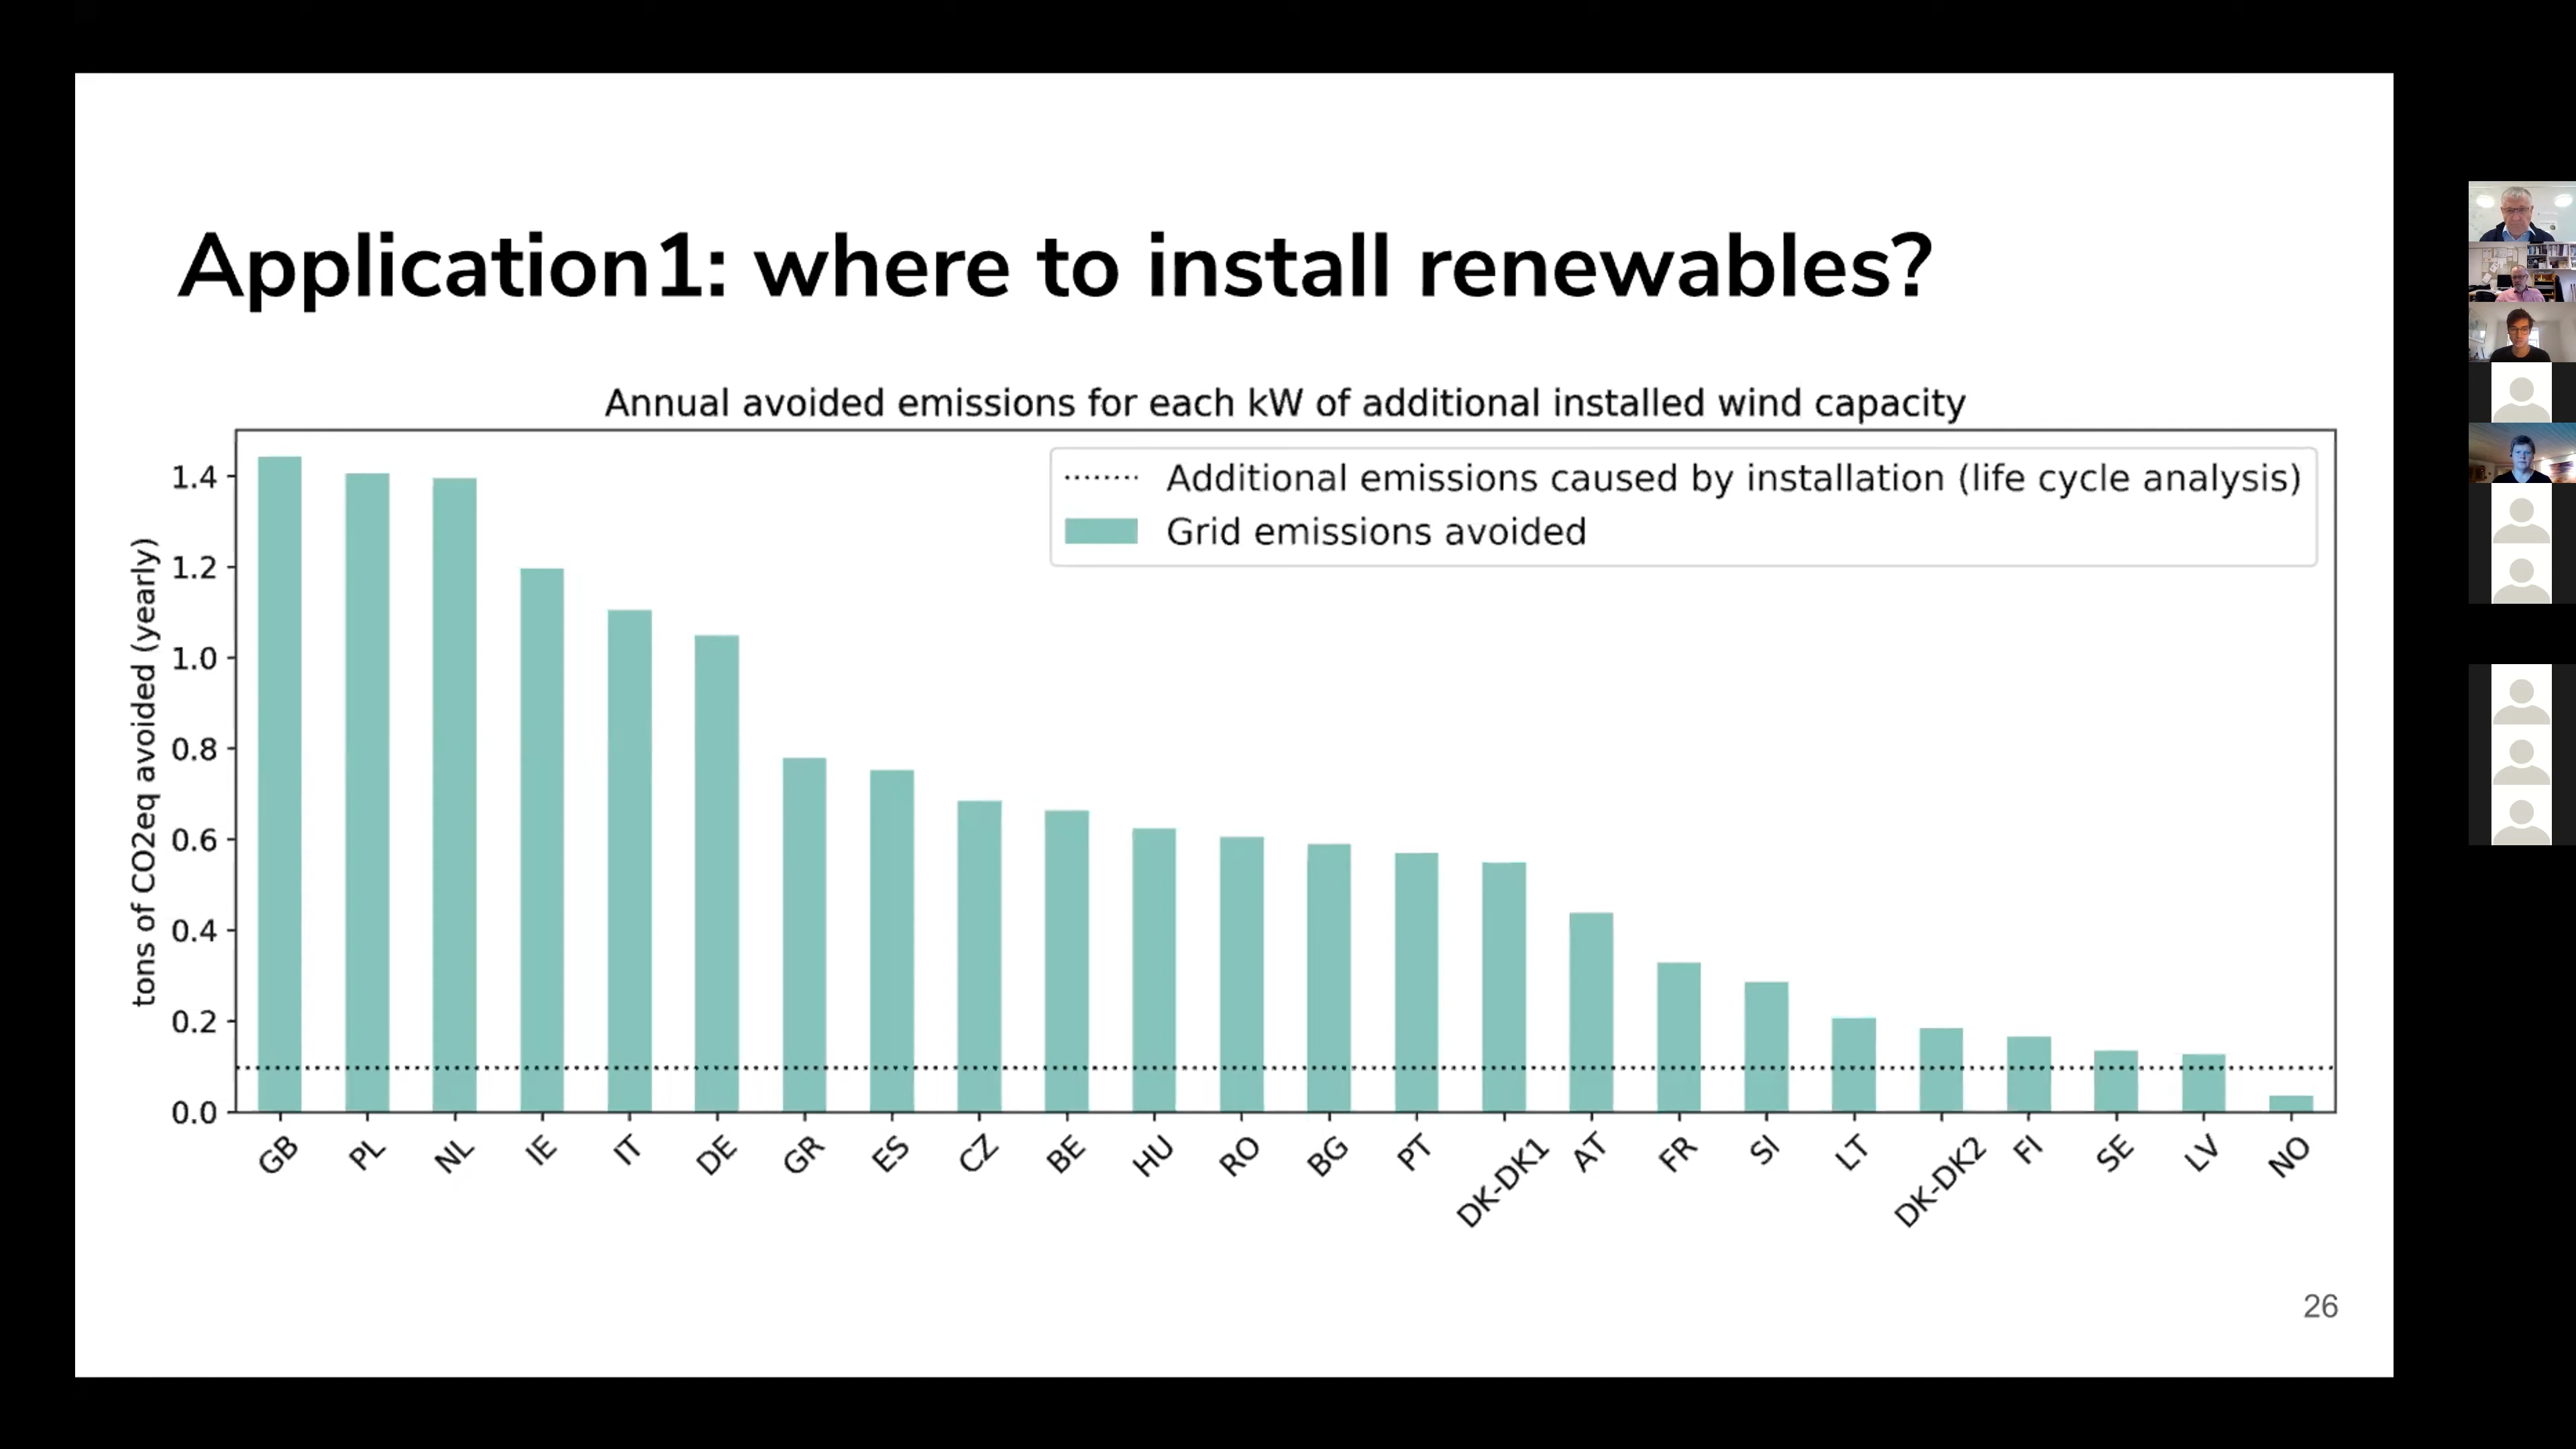 Application1: where to install renewables?
Annual avoided emissions for each kW of additional installed wind capacity
Additional emissions caused by installation (life cycle analysis)
Grid emissions avoided
tons of CO2eq avoided (yearly)
1.4
1.2
1.0
0.8
0.6
0.4
0.2
0.0
GB PL NL IE IT DE GR ES CZ BE HU RO BG PT DK-DK1 AT FR SI LT DK-DK2 FI SE LV NO
26